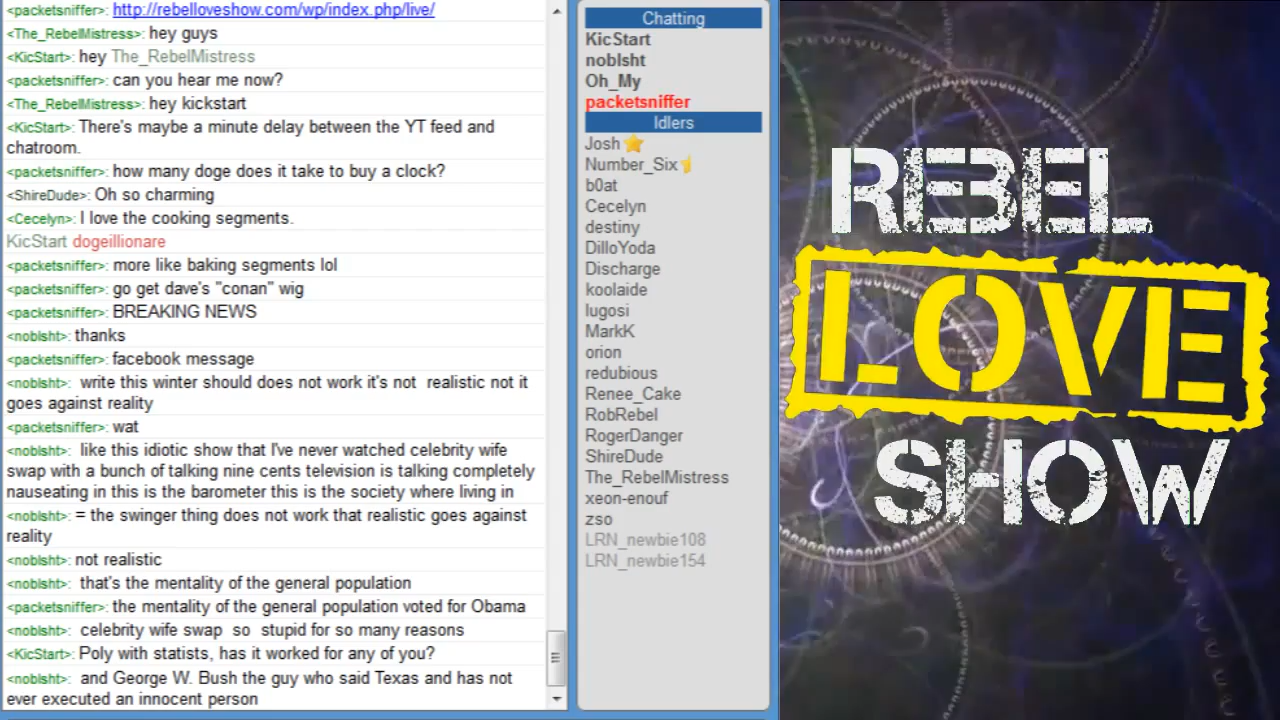 <packetsniffer>: http://rebelloveshow.com/wp/index.php/live/
<The_RebelMistress>: hey guys
<KicStart>: hey The_RebelMistress
<packetsniffer>: can you hear me now?
<The_RebelMistress>: hey kickstart
<KicStart>: There's maybe a minute delay between the YT feed and
chatroom.
<packetsniffer>: how many doge does it take to buy a clock?
<ShireDude>: Oh so charming
<Cecelyn>: I love the cooking segments.
KicStart dogeillionare
<packetsniffer>: more like baking segments lol
<packetsniffer>: go get dave's "conan" wig
<packetsniffer>: BREAKING NEWS
<noblsht>: thanks
<packetsniffer>: facebook message
<noblsht>: write this winter should does not work it's not realistic not it
goes against reality
<packetsniffer>: wat
<noblsht>: like this idiotic show that I've never watched celebrity wife
swap with a bunch of talking nine cents television is talking completely
nauseating in this is the barometer this is the society where living in
<noblsht>: = the swinger thing does not work that realistic goes against
reality
<noblsht>: not realistic
<noblsht>: that's the mentality of the general population
<packetsniffer>: the mentality of the general population voted for Obama
<noblsht>: celebrity wife swap so stupid for so many reasons
<KicStart>: Poly with statists, has it worked for any of you?
<noblsht>: and George W. Bush the guy who said Texas and has not
ever executed an innocent person
Chatting
KicStart
noblsht
Oh_My
packetsniffer
Idlers
Josh
Number_Six
b0at
Cecelyn
destiny
DilloYoda
Discharge
koolaide
lugosi
MarkK
orion
redubious
Renee_Cake
RobRebel
RogerDanger
ShireDude
The_RebelMistress
xeon-enouf
zso
LRN_newbie108
LRN_newbie154
REBEL
LOVE
SHOW